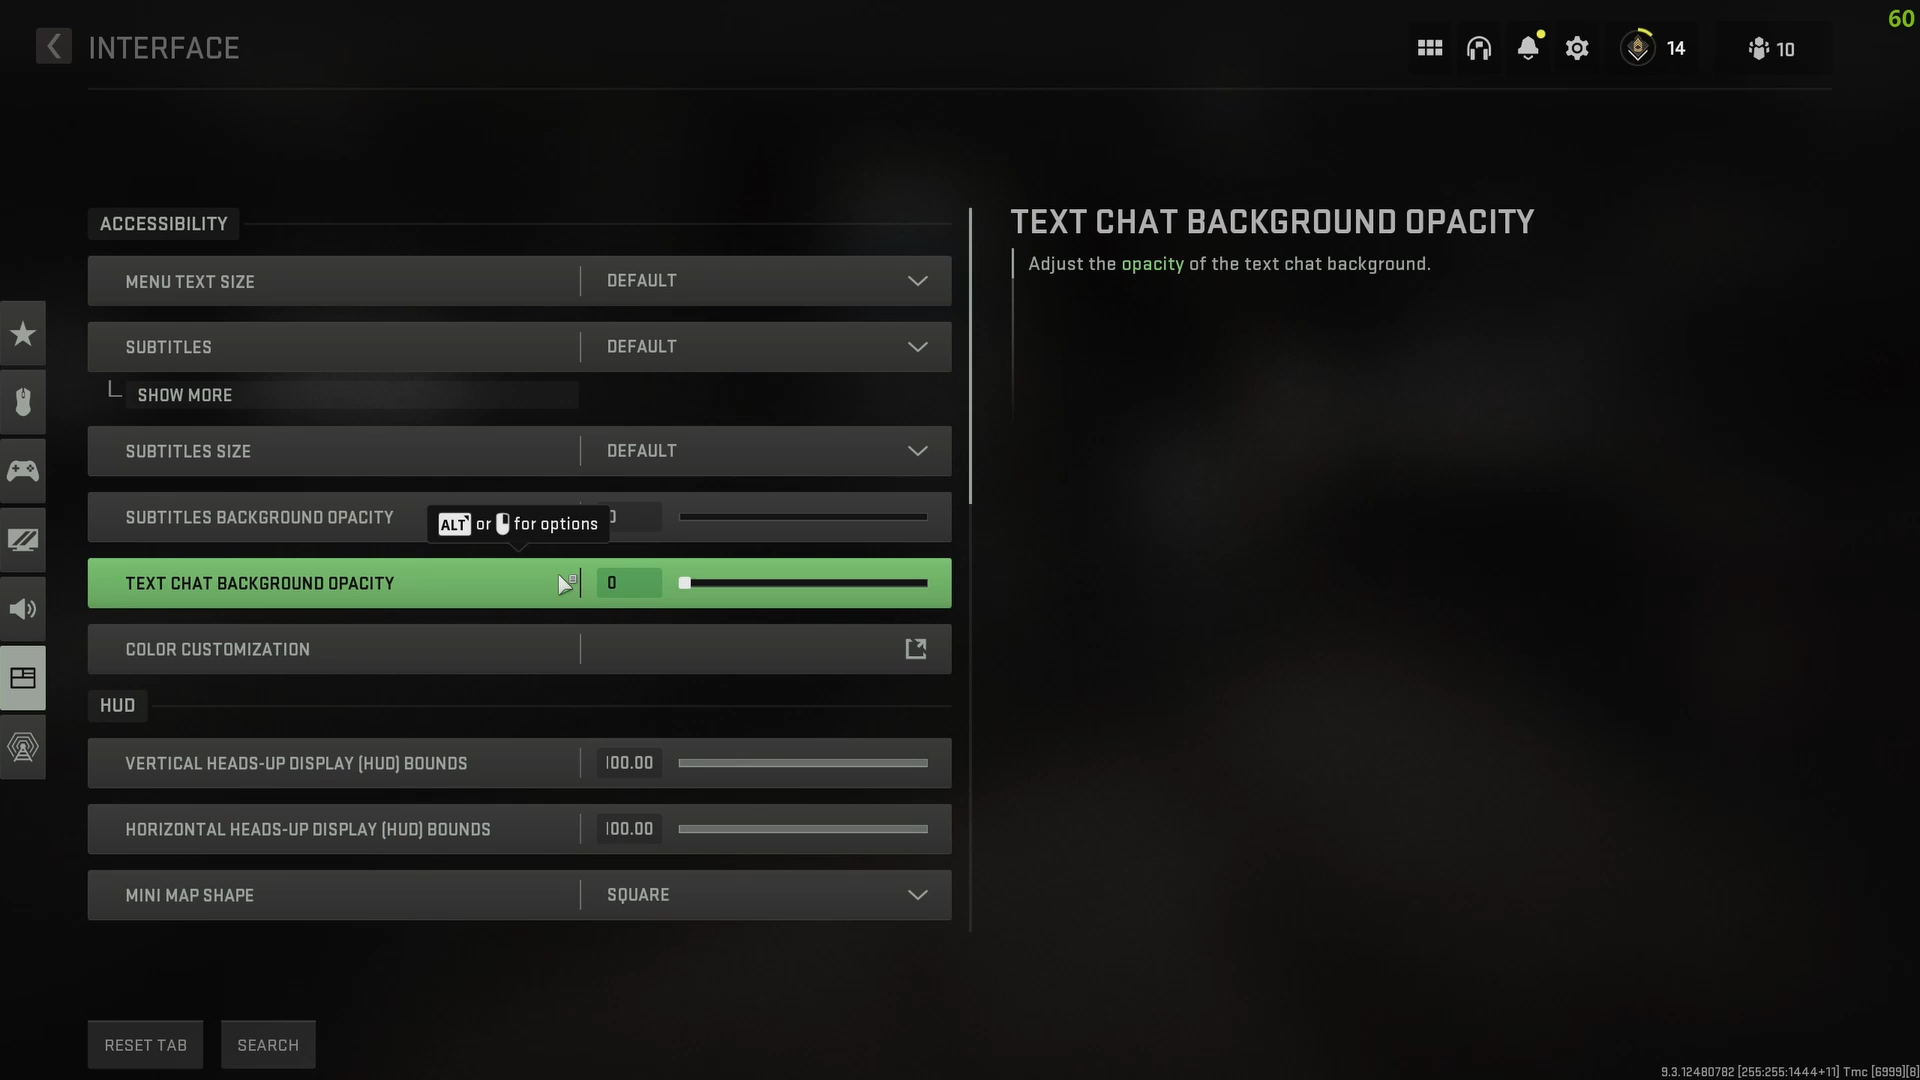 60
INTERFACE
14
10
ACCESSIBILITY
TEXT CHAT BACKGROUND OPACITY
Adjust the opacity of the text chat background.
MENU TEXT SIZE DEFAULT
SUBTITLES DEFAULT
SHOW MORE
SUBTITLES SIZE DEFAULT
SUBTITLES BACKGROUND OPACITY
ALT or for options
TEXT CHAT BACKGROUND OPACITY 0
COLOR CUSTOMIZATION
HUD
VERTICAL HEADS-UP DISPLAY (HUD) BOUNDS 100.00
HORIZONTAL HEADS-UP DISPLAY (HUD) BOUNDS 100.00
MINI MAP SHAPE SQUARE
RESET TAB SEARCH
9.3.12480782 [255:255:1444+11] Tmc [6999][8]